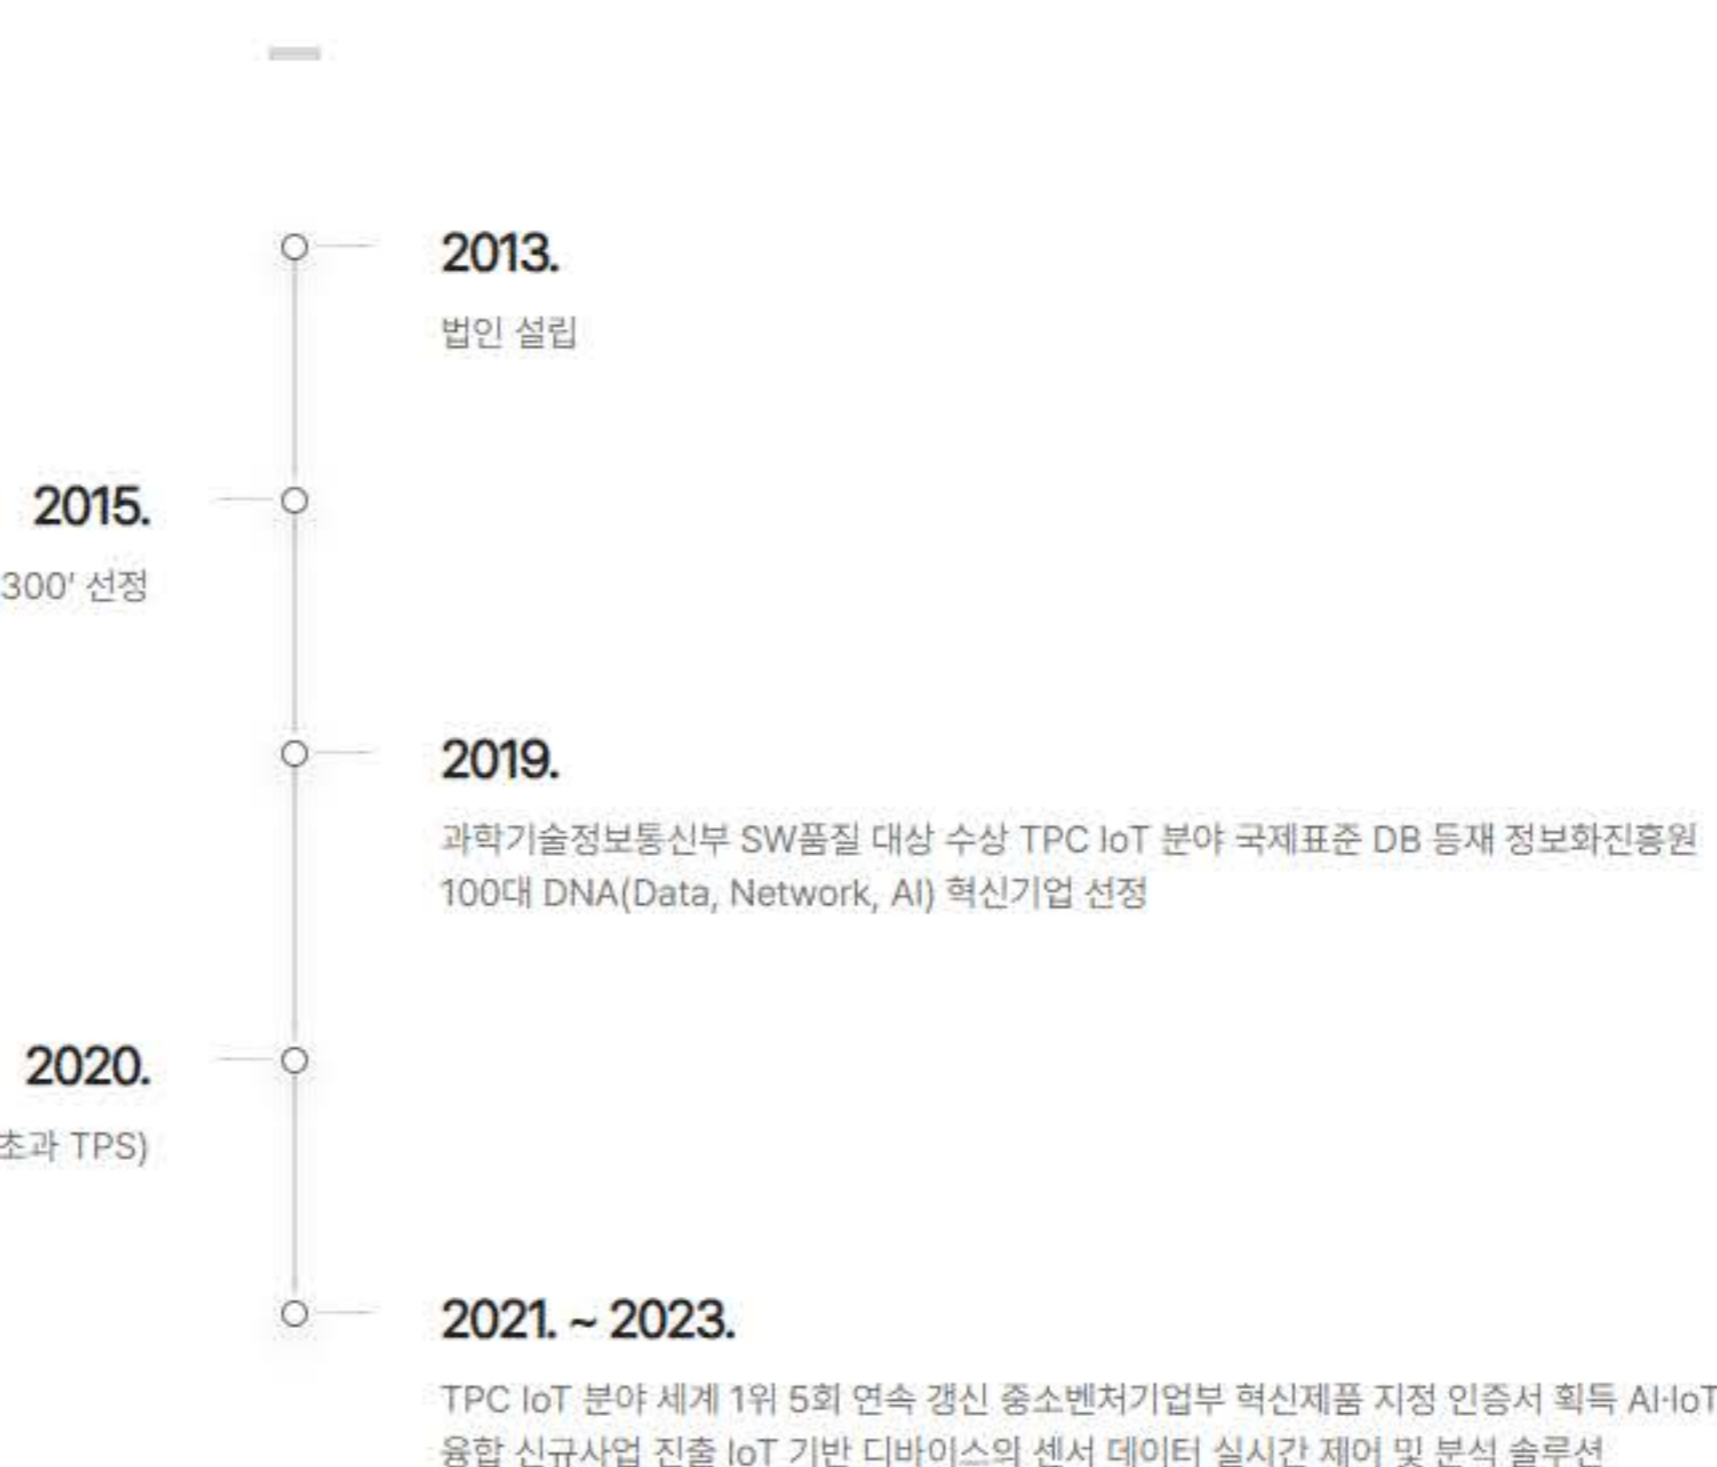 2013.
법인 설립
2015.
300' 선정
2019.
과학기술정보통신부 SW품질 대상 수상 TPC IoT 분야 국제표준 DB 등재 정보화진흥원
100대 DNA(Data, Network, AI) 혁신기업 선정
2020.
초과 TPS)
2021. ~ 2023.
TPC IoT 분야 세계 1위 5회 연속 갱신 중소벤처기업부 혁신제품 지정 인증서 획득 AI·IoT
융합 신규사업 진출 IoT 기반 디바이스의 센서 데이터 실시간 제어 및 분석 솔루션